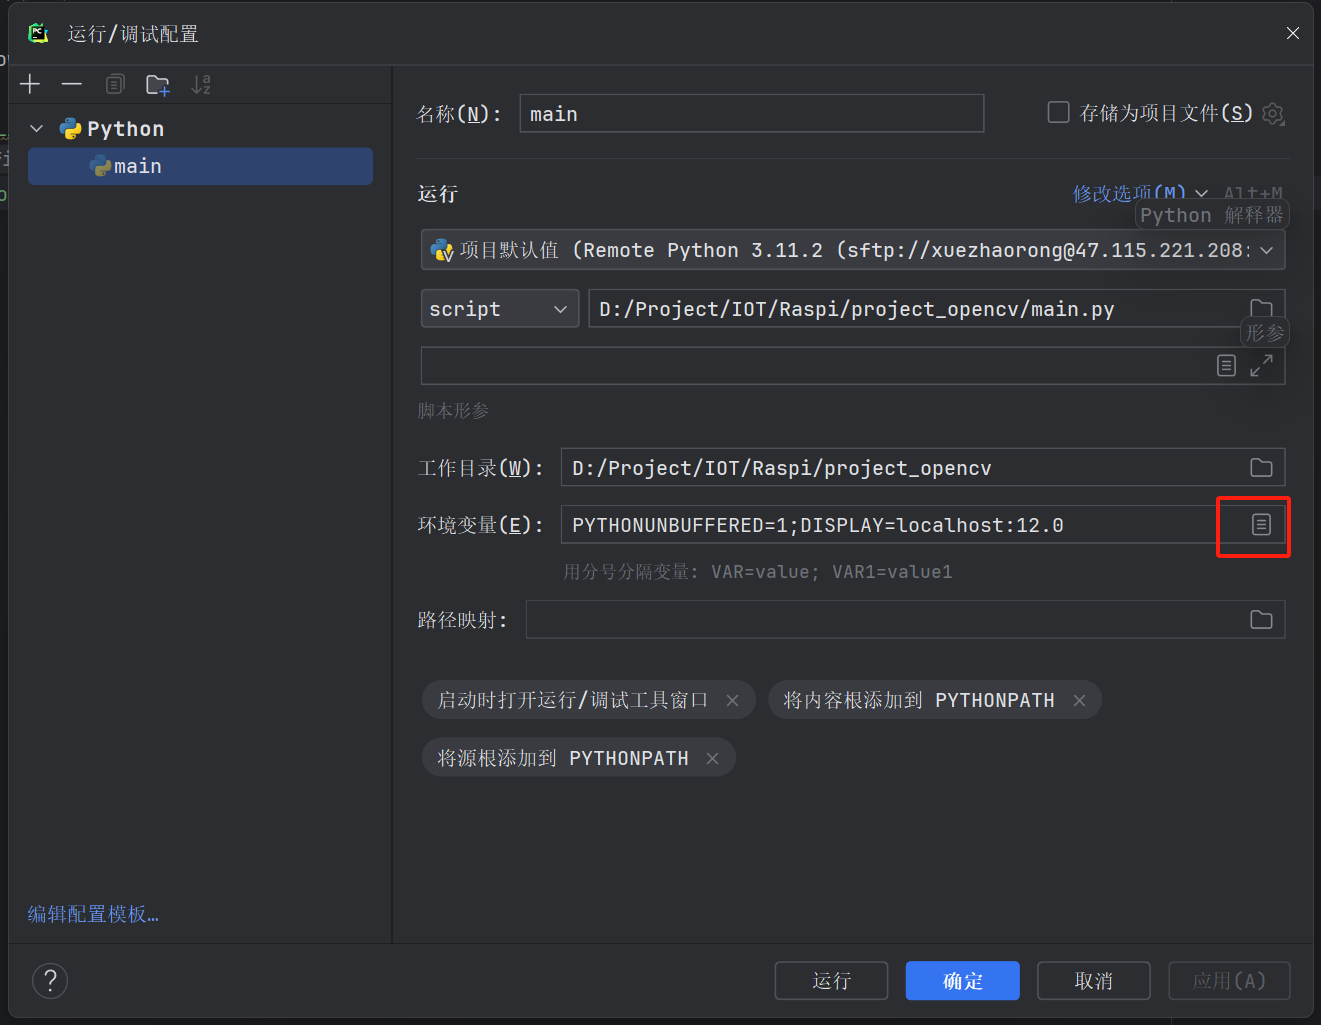 运行/调试配置
Python
main
编辑配置模板...
名称(N):
main
存储为项目文件(S)
运行
修改选项(M)
Alt+M
Python 解释器
项目默认值 (Remote Python 3.11.2 (sftp://xuezhaorong@47.115.221.208:
script
D:/Project/IOT/Raspi/project_opencv/main.py
形参
脚本形参
工作目录(W):
D:/Project/IOT/Raspi/project_opencv
环境变量(E):
PYTHONUNBUFFERED=1;DISPLAY=localhost:12.0
用分号分隔变量: VAR=value; VAR1=value1
路径映射:
启动时打开运行/调试工具窗口
将内容根添加到 PYTHONPATH
将源根添加到 PYTHONPATH
?
运行
确定
取消
应用(A)